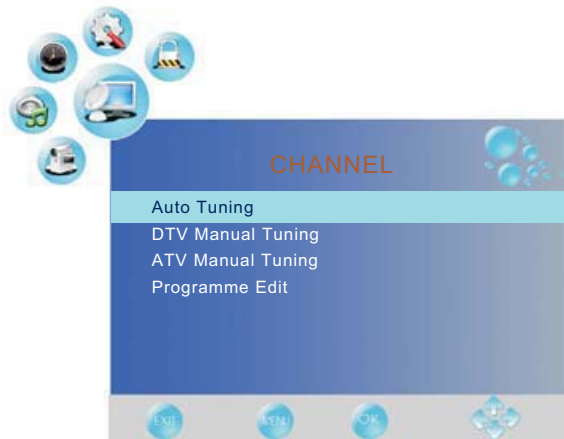 CHANNEL
Auto Tuning
DTV Manual Tuning
ATV Manual Tuning
Programme Edit
EXIT
MENU
OK